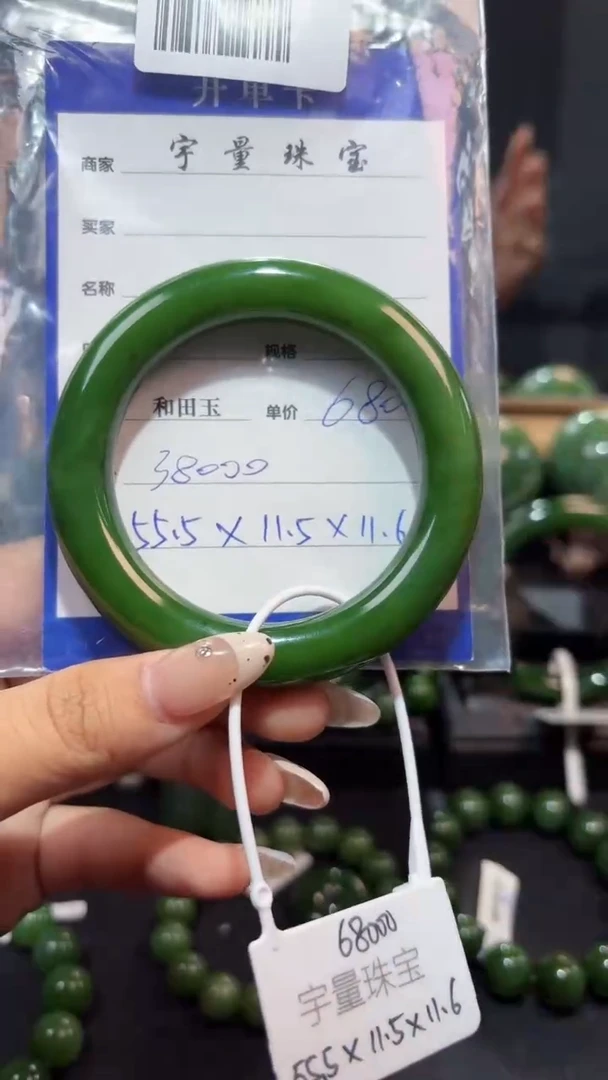 开单卡
商家 宇量珠宝
买家
名称
规格
和田玉 单价 680
38000
55.5 × 11.5 × 11.6
68000
宇量珠宝
55.5 × 11.5 × 11.6